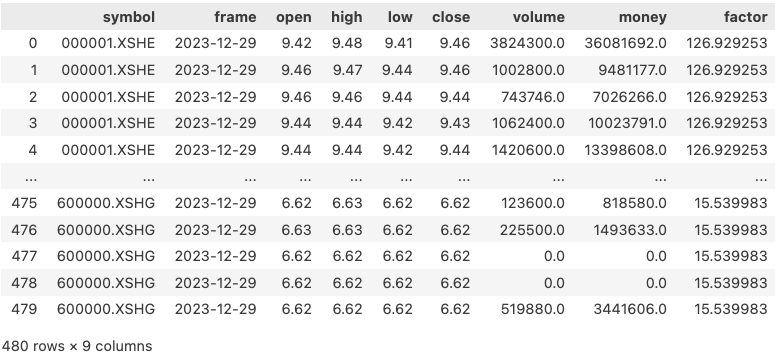 symbol frame open high low close volume money factor
0 000001.XSHE 2023-12-29 9.42 9.48 9.41 9.46 3824300.0 36081692.0 126.929253
1 000001.XSHE 2023-12-29 9.46 9.47 9.44 9.46 1002800.0 9481177.0 126.929253
2 000001.XSHE 2023-12-29 9.46 9.46 9.44 9.44 743746.0 7026266.0 126.929253
3 000001.XSHE 2023-12-29 9.44 9.44 9.42 9.43 1062400.0 10023791.0 126.929253
4 000001.XSHE 2023-12-29 9.44 9.44 9.42 9.44 1420600.0 13398608.0 126.929253
... ... ... ... ... ... ... ... ... ...
475 600000.XSHG 2023-12-29 6.62 6.63 6.62 6.62 123600.0 818580.0 15.539983
476 600000.XSHG 2023-12-29 6.63 6.63 6.62 6.62 225500.0 1493633.0 15.539983
477 600000.XSHG 2023-12-29 6.62 6.62 6.62 6.62 0.0 0.0 15.539983
478 600000.XSHG 2023-12-29 6.62 6.62 6.62 6.62 0.0 0.0 15.539983
479 600000.XSHG 2023-12-29 6.62 6.62 6.62 6.62 519880.0 3441606.0 15.539983
480 rows × 9 columns